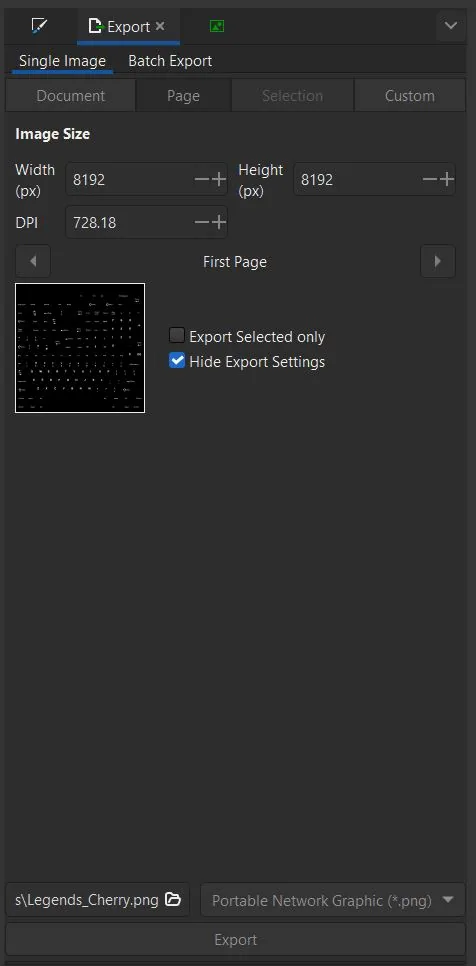 Export
Single Image Batch Export
Document Page Selection Custom
Image Size
Width (px) 8192 Height (px) 8192
DPI 728.18
First Page
Export Selected only
Hide Export Settings
s\Legends_Cherry.png Portable Network Graphic (*.png)
Export